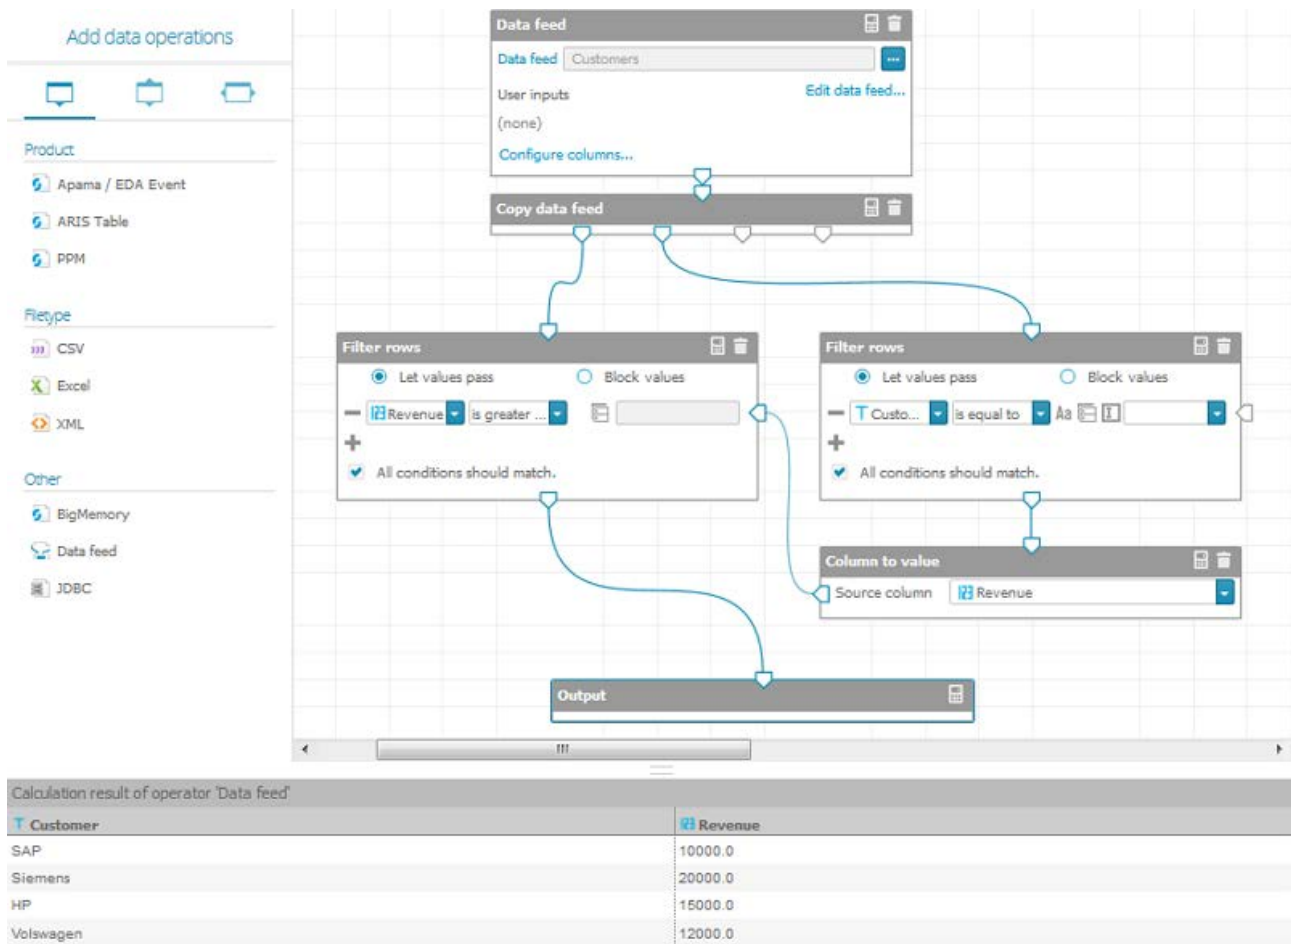 Add data operations
Product
Apama / EDA Event
ARIS Table
PPM
Filetype
CSV
Excel
XML
Other
BigMemory
Data feed
JDBC
Data feed
Data feed Customers ...
User inputs Edit data feed...
(none)
Configure columns...
Copy data feed
Filter rows
Let values pass Block values
123 Revenue is greater ...
All conditions should match.
Filter rows
Let values pass Block values
T Custo... is equal to Aa
All conditions should match.
Column to value
Source column 123 Revenue
Output
Calculation result of operator 'Data feed'
T Customer 123 Revenue
SAP 10000.0
Siemens 20000.0
HP 15000.0
Volswagen 12000.0